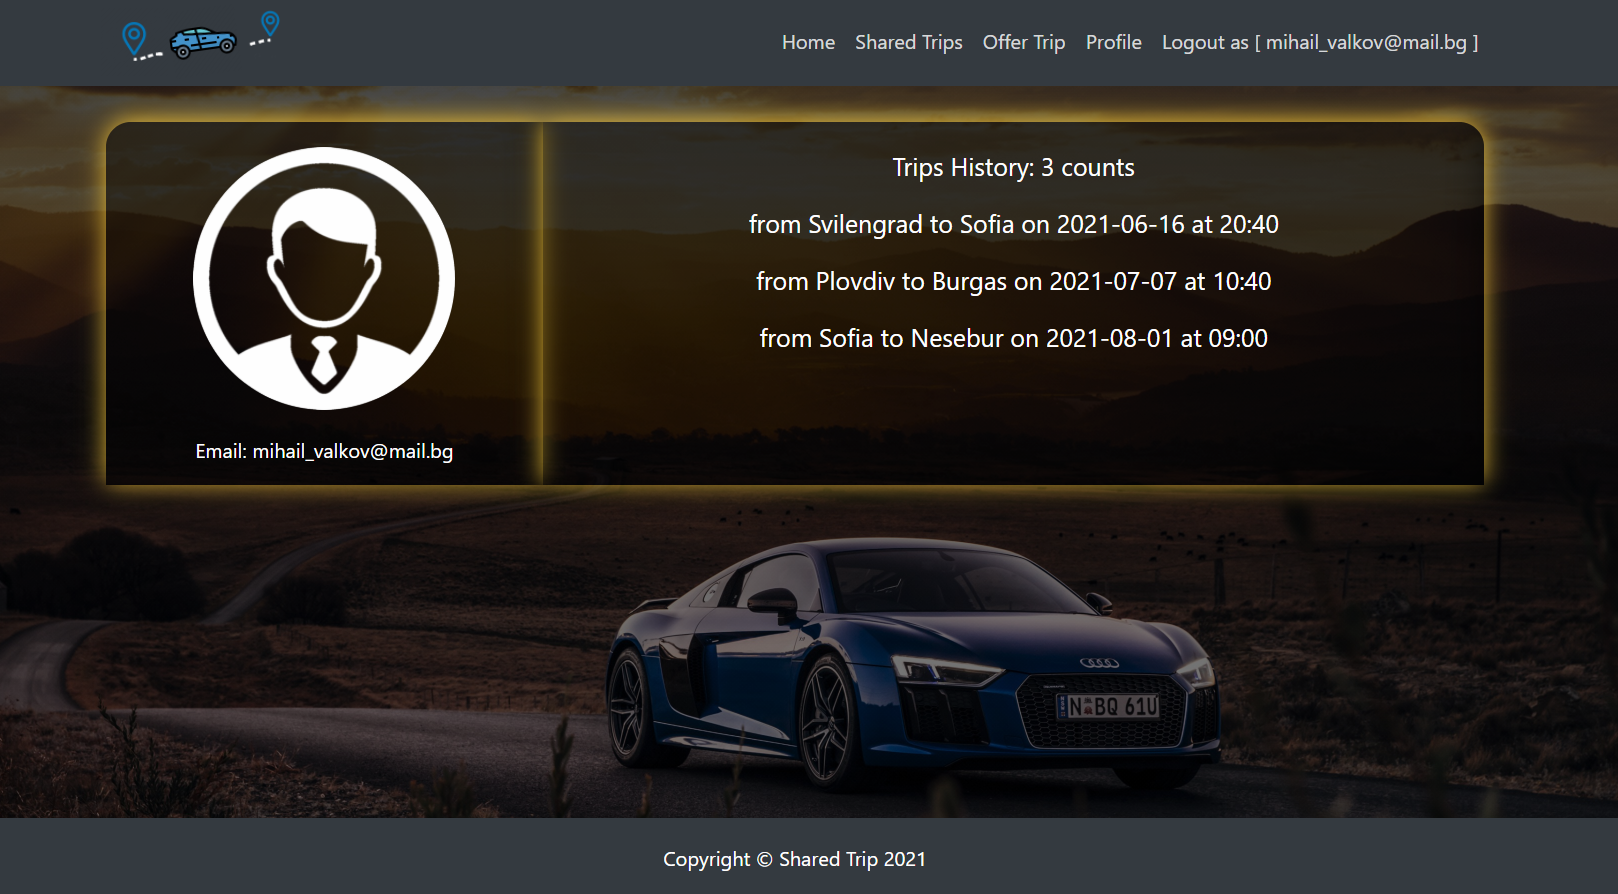 Home Shared Trips Offer Trip Profile Logout as [ mihail_valkov@mail.bg ]
Trips History: 3 counts
from Svilengrad to Sofia on 2021-06-16 at 20:40
from Plovdiv to Burgas on 2021-07-07 at 10:40
from Sofia to Nesebur on 2021-08-01 at 09:00
Email: mihail_valkov@mail.bg
N BQ 61U
Copyright © Shared Trip 2021